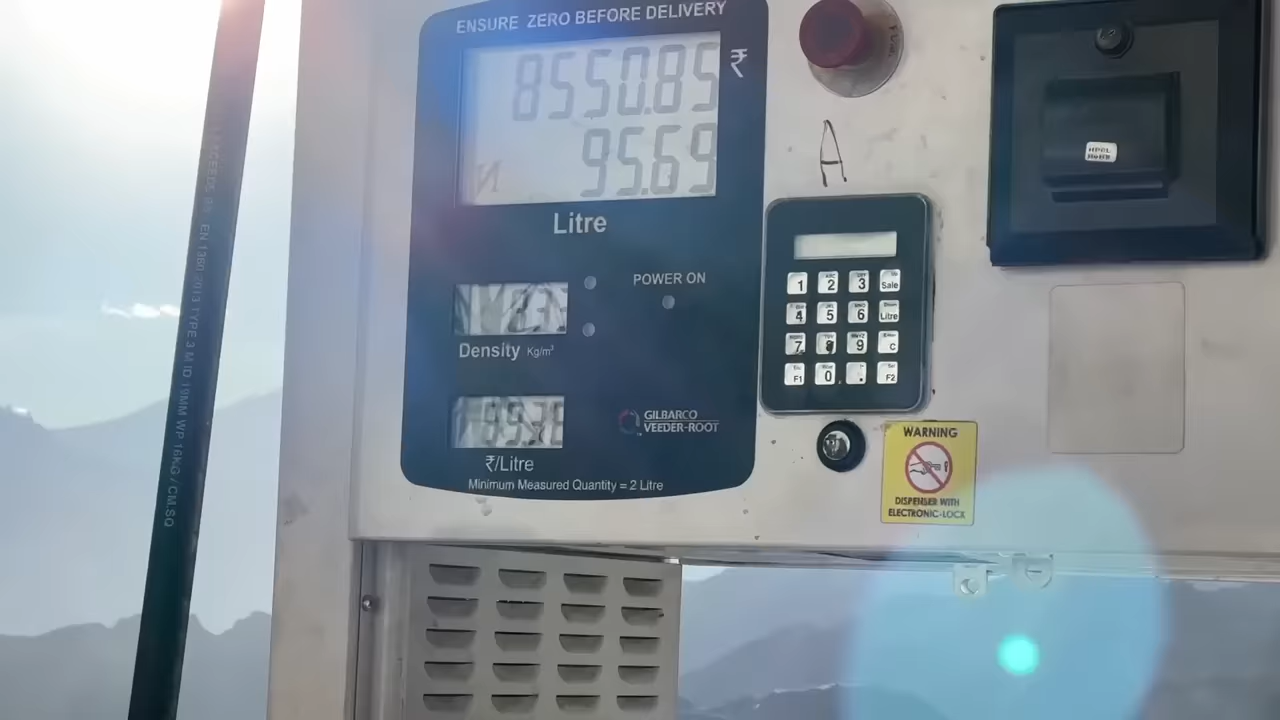 ENSURE ZERO BEFORE DELIVERY
8550.85 ₹
95.69
Litre
POWER ON
Density Kg/m³
GILBARCO
VEEDER-ROOT
₹/Litre
Minimum Measured Quantity = 2 Litre
A
HPCL
1 2 3 Sale
4 5 6 Litre
7 8 9 C
F1 0 . F2
WARNING
DISPENSER WITH
ELECTRONIC-LOCK
EN 1360:2013 TYPE 3 M ID 19MM WP 16KG / CM.SQ